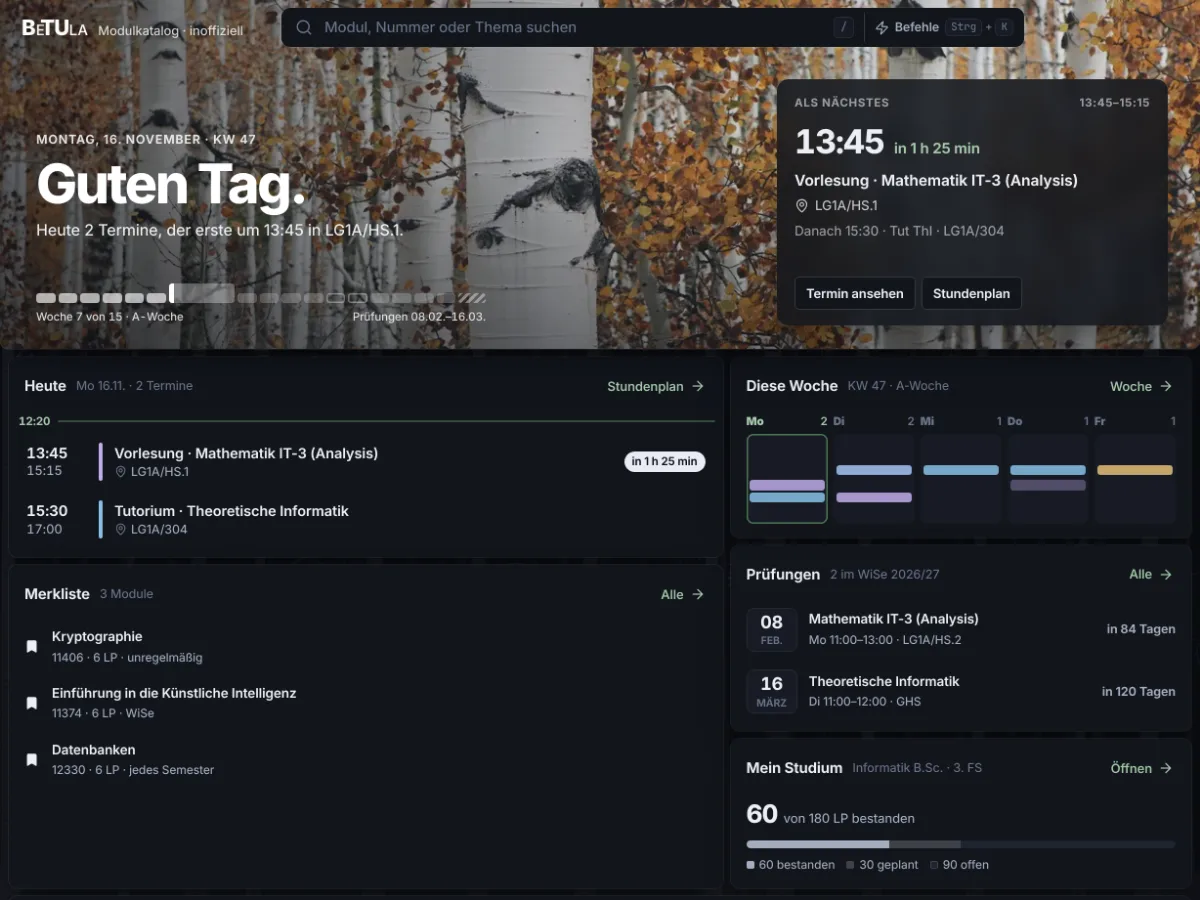 BeTULA Modulkatalog · inoffiziell
Modul, Nummer oder Thema suchen
/
Befehle Strg + K
MONTAG, 16. NOVEMBER · KW 47
Guten Tag.
Heute 2 Termine, der erste um 13:45 in LG1A/HS.1.
Woche 7 von 15 · A-Woche
Prüfungen 08.02.–16.03.
ALS NÄCHSTES 13:45–15:15
13:45 in 1 h 25 min
Vorlesung · Mathematik IT-3 (Analysis)
LG1A/HS.1
Danach 15:30 · Tut ThI · LG1A/304
Termin ansehen
Stundenplan
Heute Mo 16.11. · 2 Termine Stundenplan →
12:20
13:45 Vorlesung · Mathematik IT-3 (Analysis)
15:15 LG1A/HS.1
in 1 h 25 min
15:30 Tutorium · Theoretische Informatik
17:00 LG1A/304
Merkliste 3 Module Alle →
Kryptographie
11406 · 6 LP · unregelmäßig
Einführung in die Künstliche Intelligenz
11374 · 6 LP · WiSe
Datenbanken
12330 · 6 LP · jedes Semester
Diese Woche KW 47 · A-Woche Woche →
Mo 2 Di 2 Mi 1 Do 1 Fr 1
Prüfungen 2 im WiSe 2026/27 Alle →
08 Mathematik IT-3 (Analysis)
FEB. Mo 11:00–13:00 · LG1A/HS.2
in 84 Tagen
16 Theoretische Informatik
MÄRZ Di 11:00–12:00 · GHS
in 120 Tagen
Mein Studium Informatik B.Sc. · 3. FS Öffnen →
60 von 180 LP bestanden
60 bestanden 30 geplant 90 offen